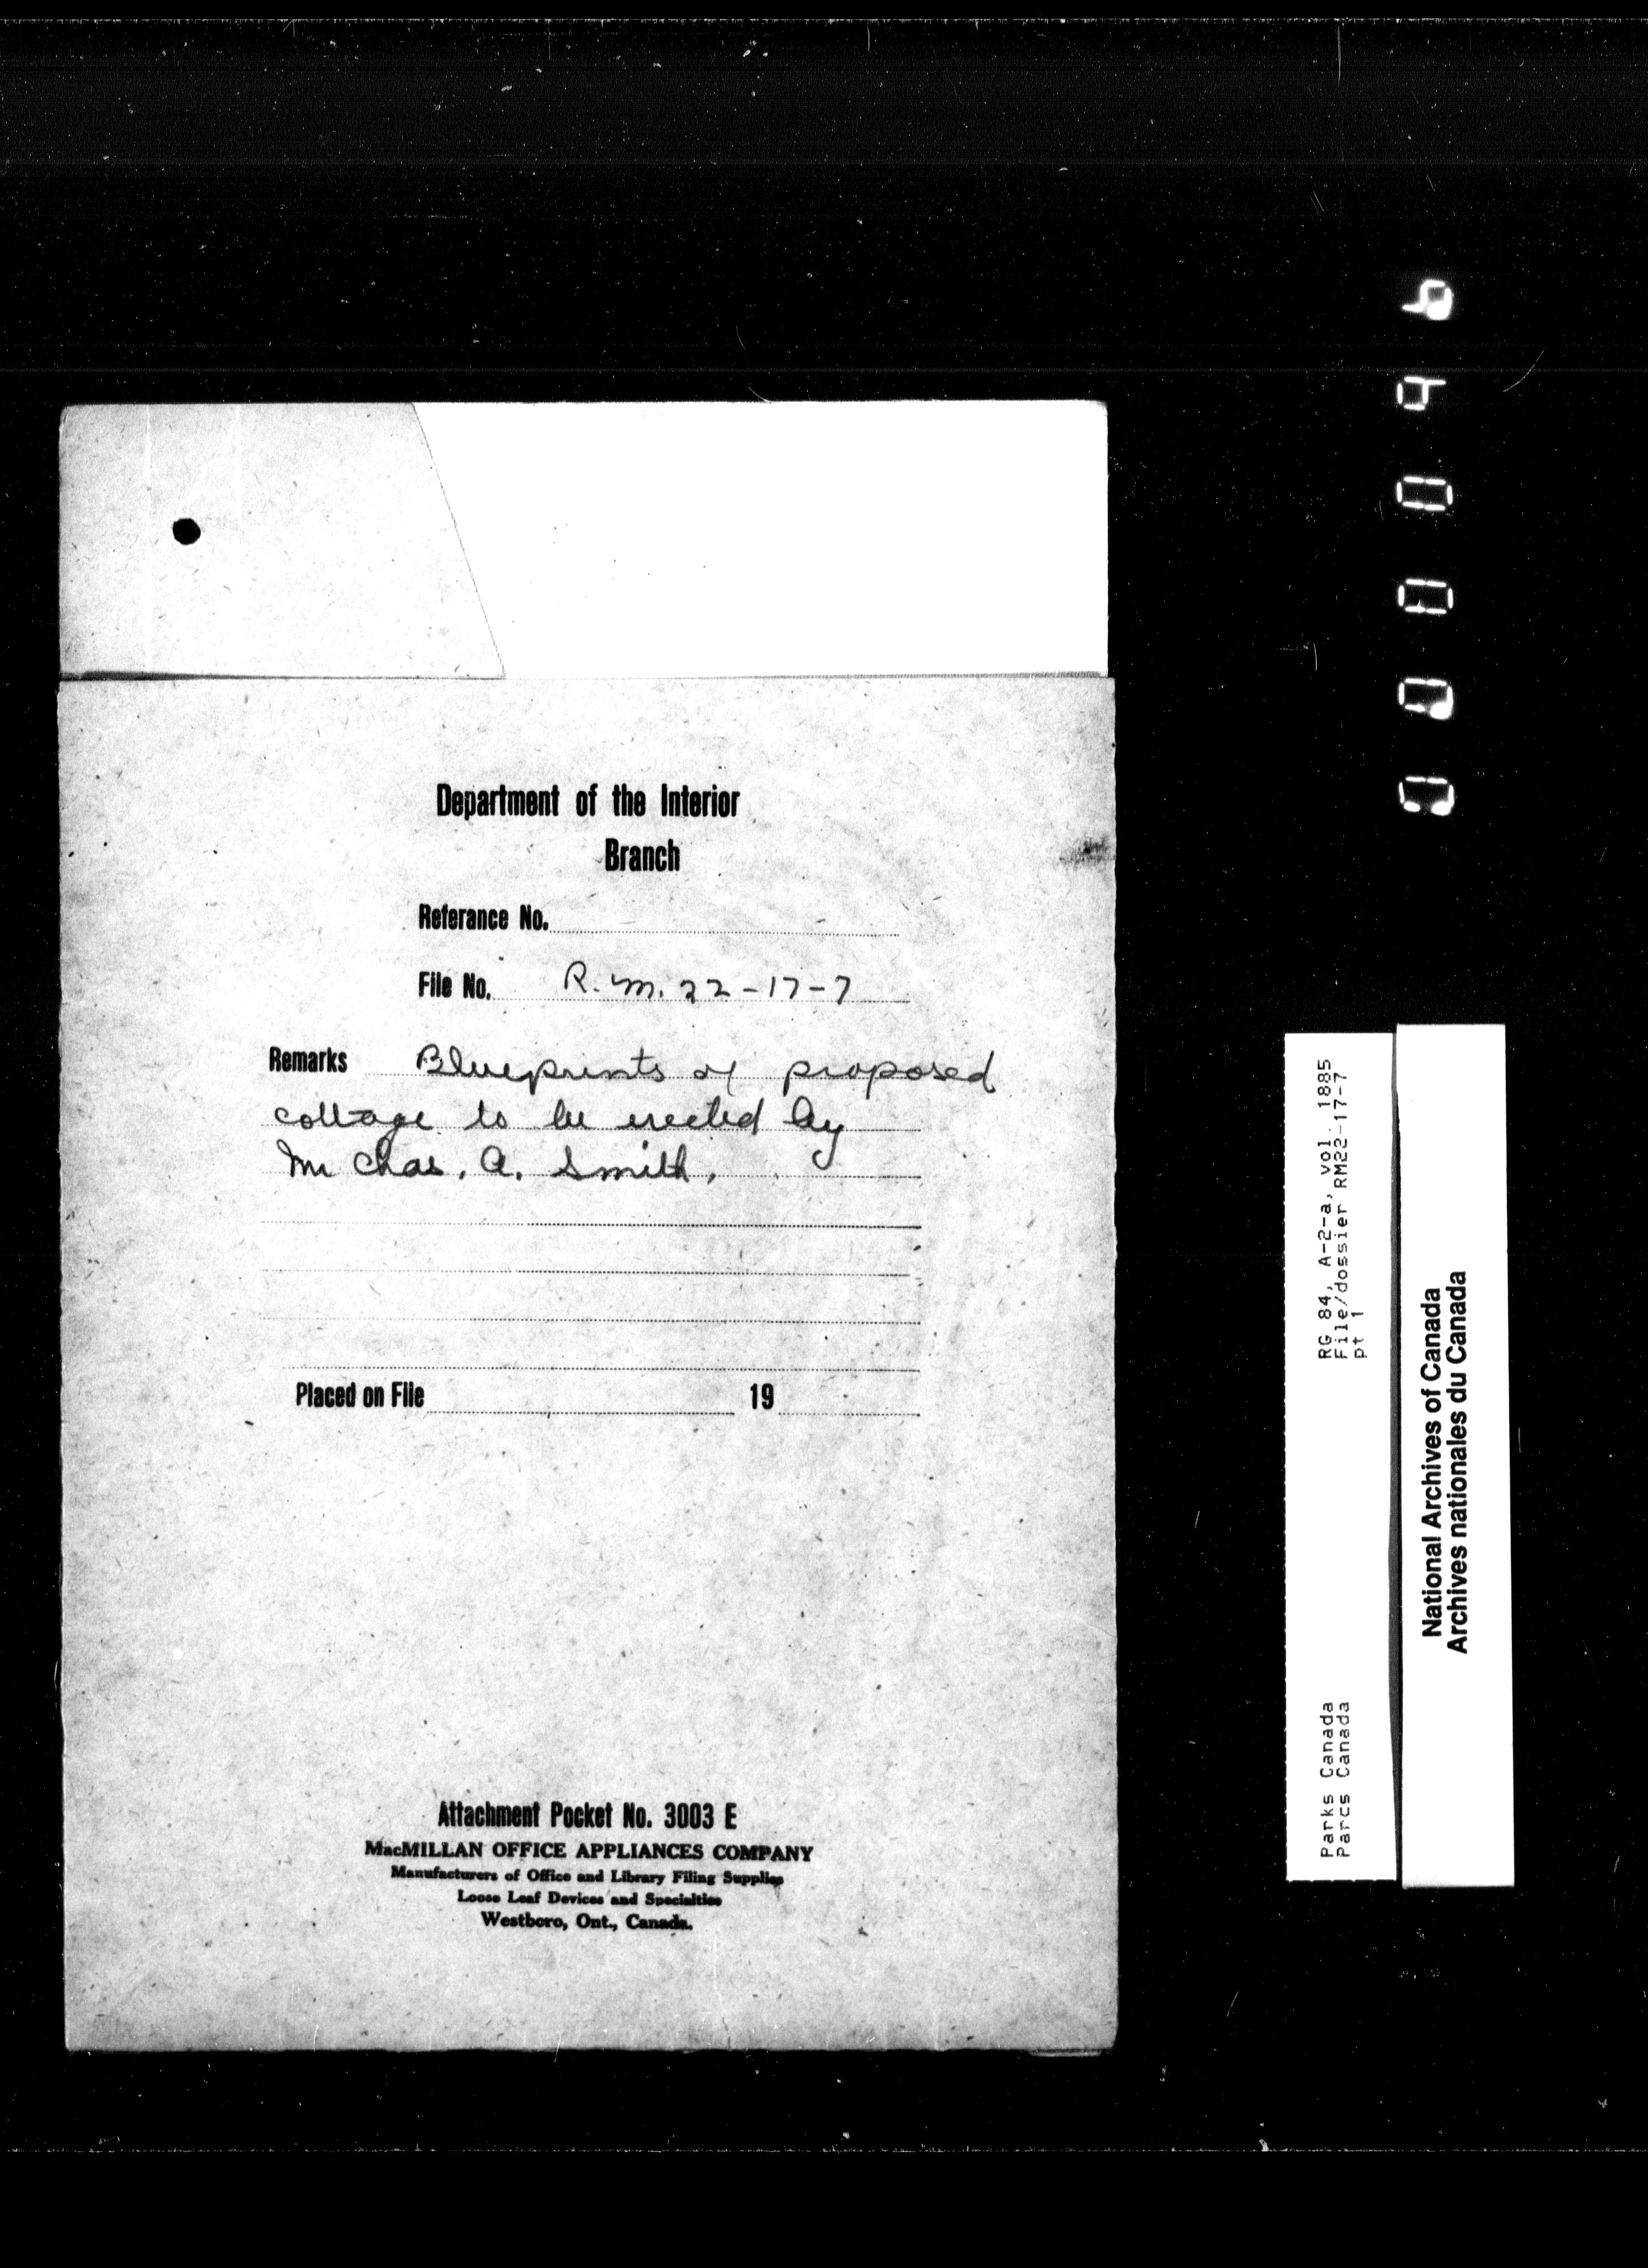 Department of the Interior
Branch
Referance No.
File No. R.M. 22-17-7
Remarks Blueprints of proposed
cottage to be erected by
Mr Chas. A. Smith.
Placed on File 19
Attachment Pocket No. 3003 E
MacMILLAN OFFICE APPLIANCES COMPANY
Manufacturers of Office and Library Filing Supplies
Loose Leaf Devices and Specialties
Westboro, Ont., Canada.
Parks Canada RG 84, A-2-a, vol. 1885
Parcs Canada File/dossier RM22-17-7
pt 1
National Archives of Canada
Archives nationales du Canada